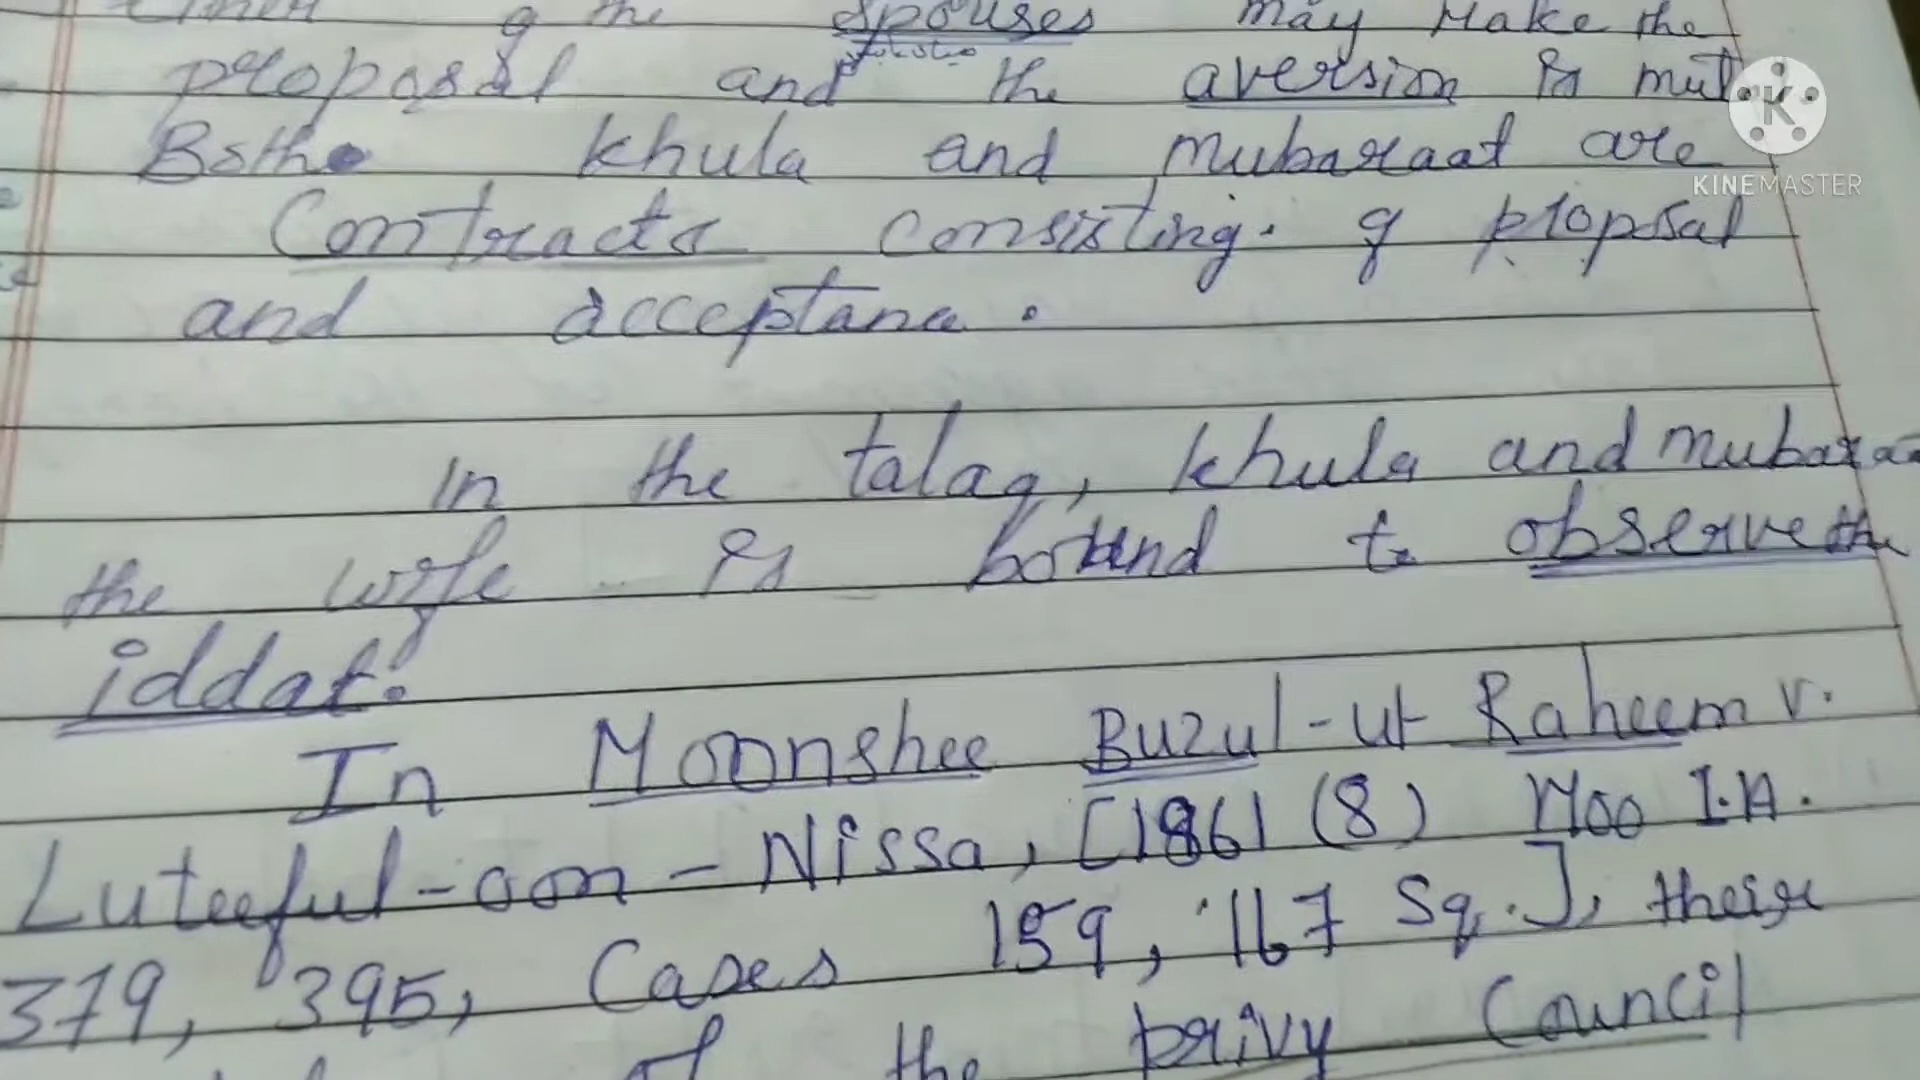 of the spouses may make the
proposal and the aversion is mut
Both khula and mubaraat are
KINEMASTER
Contracts consisting. of proposal
and acceptance.
In the talaq, khula and mubaraa
the wife is bound to observe the
iddat.
In Moonshee Buzul-ut Raheem v.
Luteeful-oon-Nissa, [1861 (8) Moo I.A.
379, 395, Cases 159, 167 Sq.], their
of the privy Council